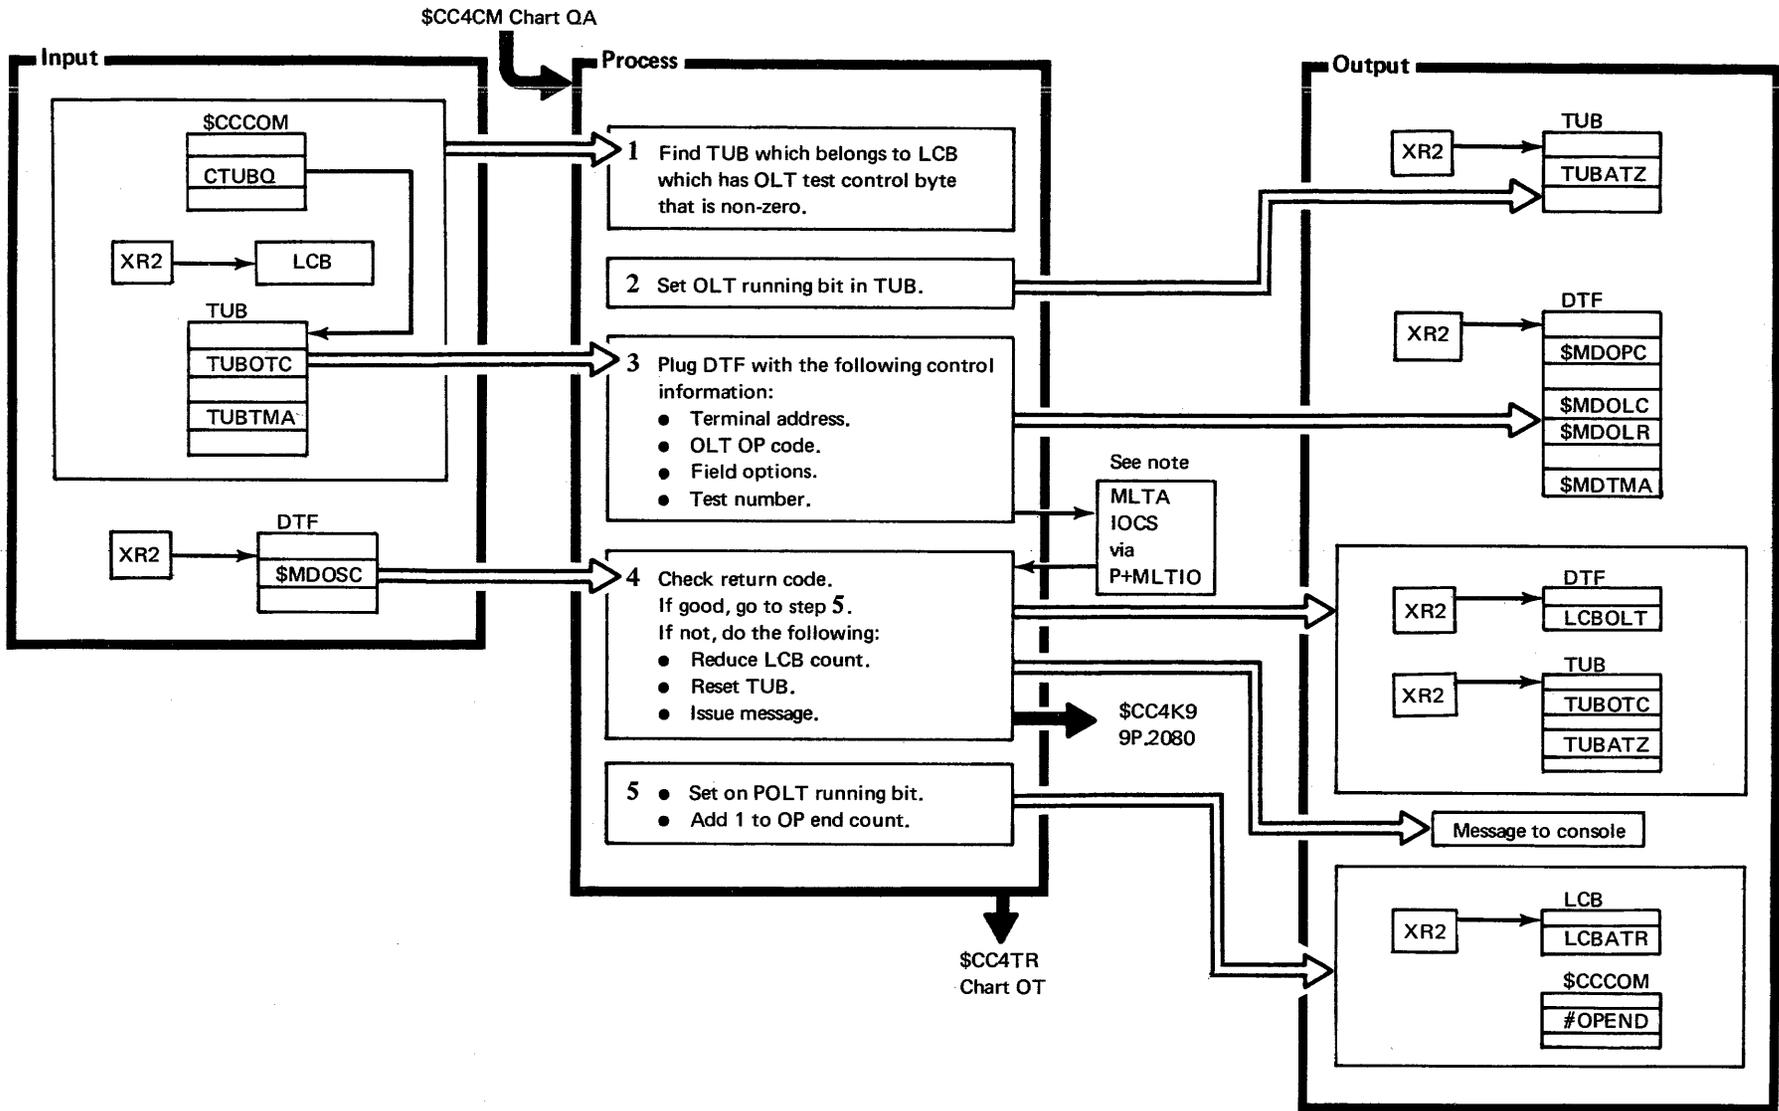 $CC4CM Chart QA
Input
$CCCOM
CTUBQ
XR2
LCB
TUB
TUBOTC
TUBTMA
XR2
DTF
$MDOSC
Process
1 Find TUB which belongs to LCB
which has OLT test control byte
that is non-zero.
2 Set OLT running bit in TUB.
3 Plug DTF with the following control
information:
● Terminal address.
● OLT OP code.
● Field options.
● Test number.
See note
MLTA
IOCS
via
P+MLTIO
4 Check return code.
If good, go to step 5.
If not, do the following:
● Reduce LCB count.
● Reset TUB.
● Issue message.
$CC4K9
9P.2080
5 ● Set on POLT running bit.
● Add 1 to OP end count.
$CC4TR
Chart OT
Output
TUB
XR2
TUBATZ
DTF
XR2
$MDOPC
$MDOLC
$MDOLR
$MDTMA
DTF
XR2
LCBOLT
TUB
XR2
TUBOTC
TUBATZ
Message to console
LCB
XR2
LCBATR
$CCCOM
#OPEND